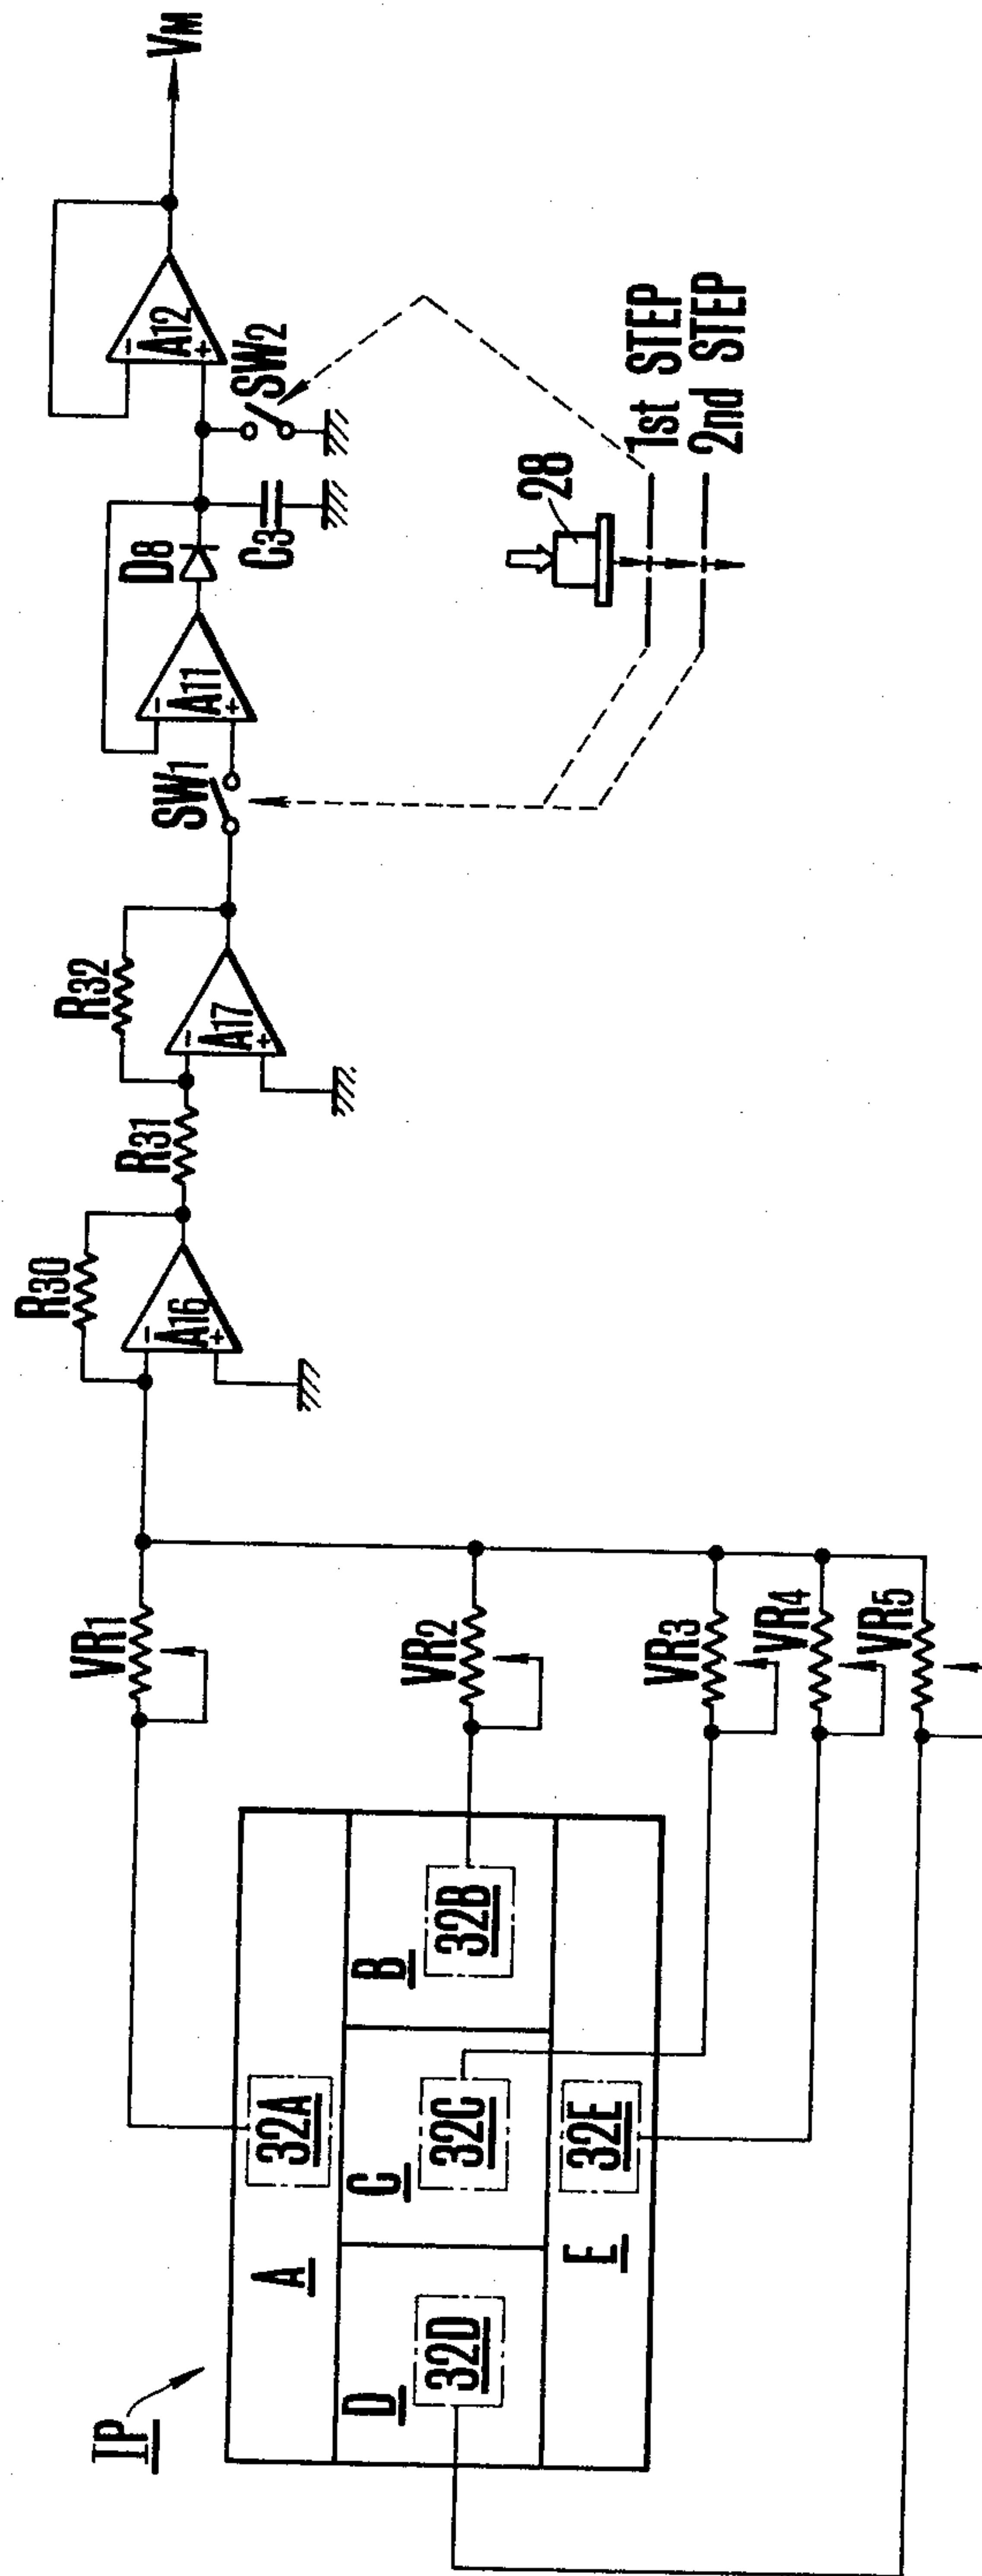 IP
A
32A
B
32B
C
32C
D
32D
E
32E
VR1
VR2
VR3
VR4
VR5
R30
A16
-
+
R31
R32
A17
-
+
SW1
A11
-
+
D8
C3
SW2
A12
-
+
VM
28
1st STEP
2nd STEP